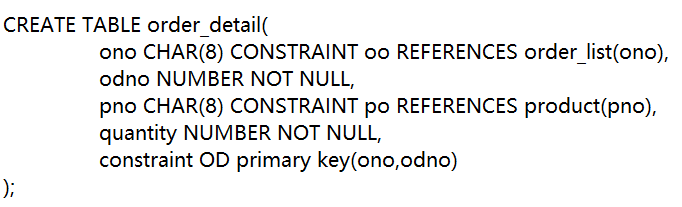 CREATE TABLE order_detail(
ono CHAR(8) CONSTRAINT oo REFERENCES order_list(ono),
odno NUMBER NOT NULL,
pno CHAR(8) CONSTRAINT po REFERENCES product(pno),
quantity NUMBER NOT NULL,
constraint OD primary key(ono,odno)
);